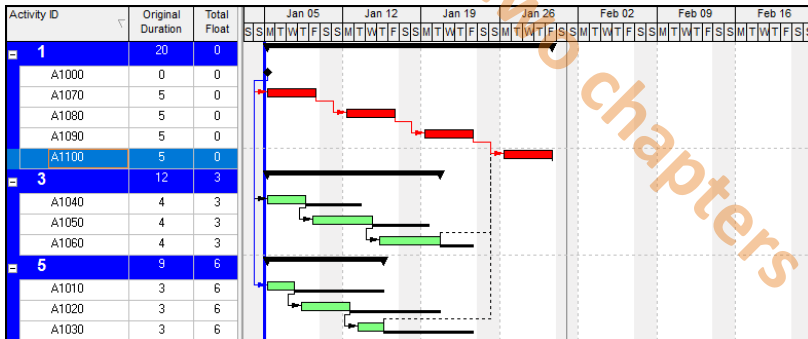 Activity ID Original Duration Total Float Jan 05 Jan 12 Jan 19 Jan 26 Feb 02 Feb 09 Feb 16
S S M T W T F S S M T W T F S S M T W T F S S M T W T F S S M T W T F S S M T W T F S S M T W T F S
1 20 0
A1000 0 0
A1070 5 0
A1080 5 0
A1090 5 0
A1100 5 0
3 12 3
A1040 4 3
A1050 4 3
A1060 4 3
5 9 6
A1010 3 6
A1020 3 6
A1030 3 6
two chapters